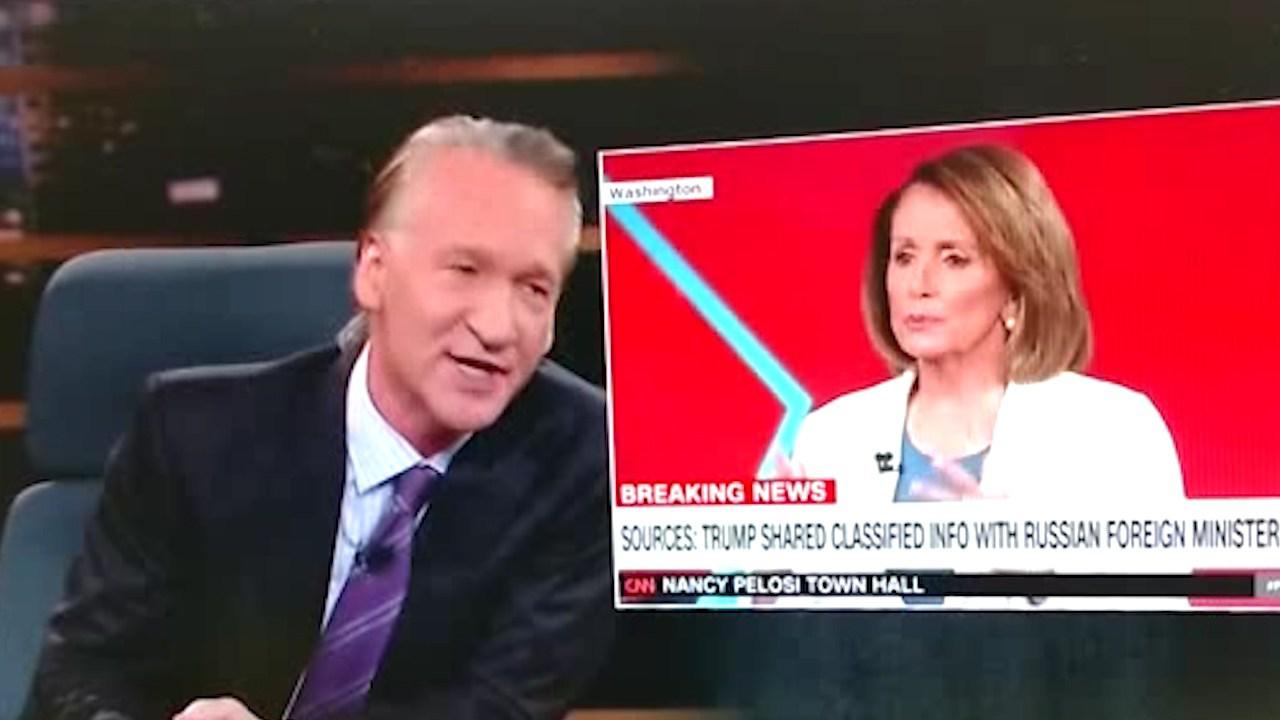 Washington
BREAKING NEWS
SOURCES: TRUMP SHARED CLASSIFIED INFO WITH RUSSIAN FOREIGN MINISTER
CNN NANCY PELOSI TOWN HALL